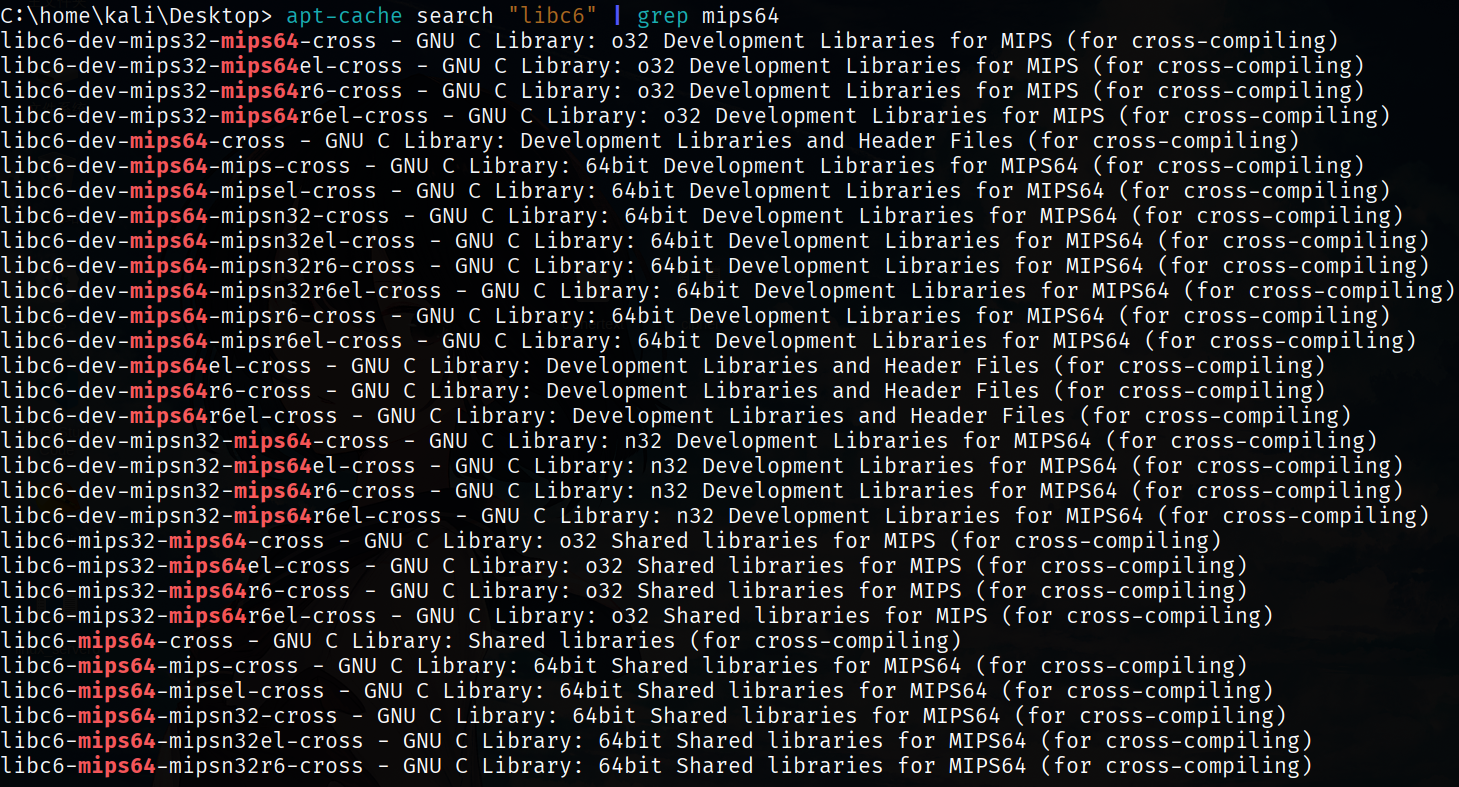 C:\home\kali\Desktop> apt-cache search "libc6" | grep mips64
libc6-dev-mips32-mips64-cross - GNU C Library: o32 Development Libraries for MIPS (for cross-compiling)
libc6-dev-mips32-mips64el-cross - GNU C Library: o32 Development Libraries for MIPS (for cross-compiling)
libc6-dev-mips32-mips64r6-cross - GNU C Library: o32 Development Libraries for MIPS (for cross-compiling)
libc6-dev-mips32-mips64r6el-cross - GNU C Library: o32 Development Libraries for MIPS (for cross-compiling)
libc6-dev-mips64-cross - GNU C Library: Development Libraries and Header Files (for cross-compiling)
libc6-dev-mips64-mips-cross - GNU C Library: 64bit Development Libraries for MIPS64 (for cross-compiling)
libc6-dev-mips64-mipsel-cross - GNU C Library: 64bit Development Libraries for MIPS64 (for cross-compiling)
libc6-dev-mips64-mipsn32-cross - GNU C Library: 64bit Development Libraries for MIPS64 (for cross-compiling)
libc6-dev-mips64-mipsn32el-cross - GNU C Library: 64bit Development Libraries for MIPS64 (for cross-compiling)
libc6-dev-mips64-mipsn32r6-cross - GNU C Library: 64bit Development Libraries for MIPS64 (for cross-compiling)
libc6-dev-mips64-mipsn32r6el-cross - GNU C Library: 64bit Development Libraries for MIPS64 (for cross-compiling)
libc6-dev-mips64-mipsr6-cross - GNU C Library: 64bit Development Libraries for MIPS64 (for cross-compiling)
libc6-dev-mips64-mipsr6el-cross - GNU C Library: 64bit Development Libraries for MIPS64 (for cross-compiling)
libc6-dev-mips64el-cross - GNU C Library: Development Libraries and Header Files (for cross-compiling)
libc6-dev-mips64r6-cross - GNU C Library: Development Libraries and Header Files (for cross-compiling)
libc6-dev-mips64r6el-cross - GNU C Library: Development Libraries and Header Files (for cross-compiling)
libc6-dev-mipsn32-mips64-cross - GNU C Library: n32 Development Libraries for MIPS64 (for cross-compiling)
libc6-dev-mipsn32-mips64el-cross - GNU C Library: n32 Development Libraries for MIPS64 (for cross-compiling)
libc6-dev-mipsn32-mips64r6-cross - GNU C Library: n32 Development Libraries for MIPS64 (for cross-compiling)
libc6-dev-mipsn32-mips64r6el-cross - GNU C Library: n32 Development Libraries for MIPS64 (for cross-compiling)
libc6-mips32-mips64-cross - GNU C Library: o32 Shared libraries for MIPS (for cross-compiling)
libc6-mips32-mips64el-cross - GNU C Library: o32 Shared libraries for MIPS (for cross-compiling)
libc6-mips32-mips64r6-cross - GNU C Library: o32 Shared libraries for MIPS (for cross-compiling)
libc6-mips32-mips64r6el-cross - GNU C Library: o32 Shared libraries for MIPS (for cross-compiling)
libc6-mips64-cross - GNU C Library: Shared libraries (for cross-compiling)
libc6-mips64-mips-cross - GNU C Library: 64bit Shared libraries for MIPS64 (for cross-compiling)
libc6-mips64-mipsel-cross - GNU C Library: 64bit Shared libraries for MIPS64 (for cross-compiling)
libc6-mips64-mipsn32-cross - GNU C Library: 64bit Shared libraries for MIPS64 (for cross-compiling)
libc6-mips64-mipsn32el-cross - GNU C Library: 64bit Shared libraries for MIPS64 (for cross-compiling)
libc6-mips64-mipsn32r6-cross - GNU C Library: 64bit Shared libraries for MIPS64 (for cross-compiling)